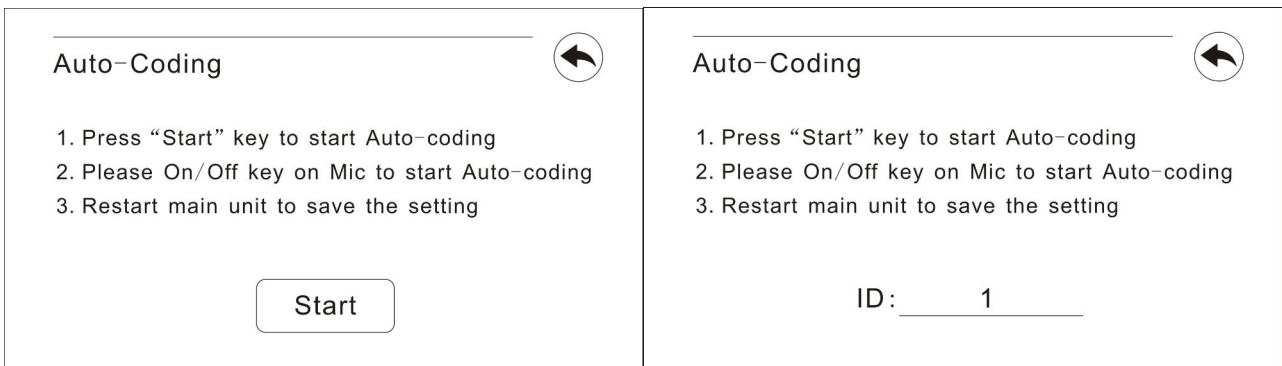 Auto-Coding
1. Press “Start” key to start Auto-coding
2. Please On/Off key on Mic to start Auto-coding
3. Restart main unit to save the setting
Start
Auto-Coding
1. Press “Start” key to start Auto-coding
2. Please On/Off key on Mic to start Auto-coding
3. Restart main unit to save the setting
ID: 1